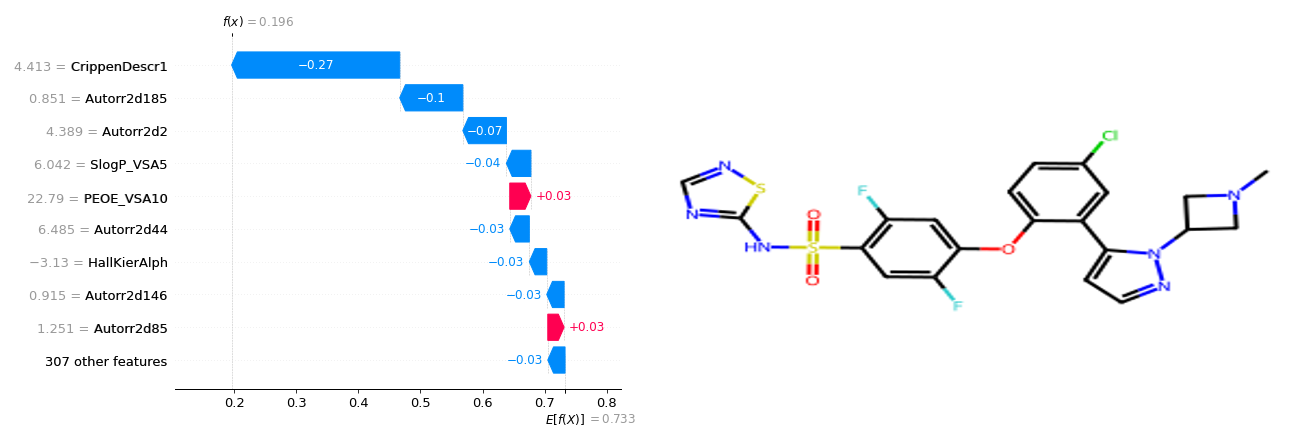 f(x) = 0.196
4.413 = CrippenDescr1
−0.27
0.851 = Autorr2d185
−0.1
4.389 = Autorr2d2
−0.07
6.042 = SlogP_VSA5
−0.04
22.79 = PEOE_VSA10
+0.03
6.485 = Autorr2d44
−0.03
−3.13 = HallKierAlph
−0.03
0.915 = Autorr2d146
−0.03
1.251 = Autorr2d85
+0.03
307 other features
−0.03
0.2 0.3 0.4 0.5 0.6 0.7 0.8
E[f(X)] = 0.733
Cl
N
S
N
F
O
N
HN
S
O
N
O
N
F